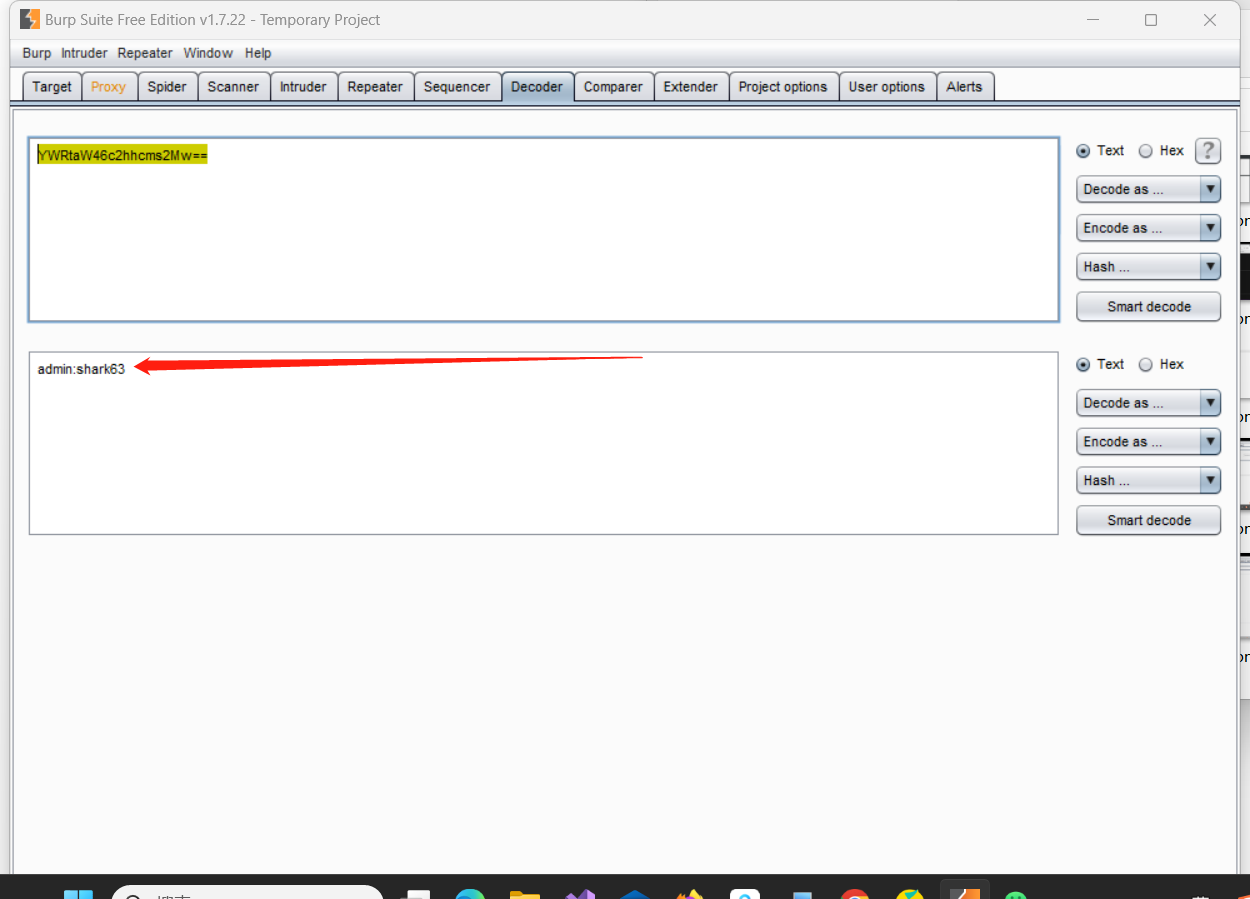 Burp Suite Free Edition v1.7.22 - Temporary Project
Burp Intruder Repeater Window Help
Target Proxy Spider Scanner Intruder Repeater Sequencer Decoder Comparer Extender Project options User options Alerts
YWRtaW46c2hhcms2Mw==
Text Hex ?
Decode as ...
Encode as ...
Hash ...
Smart decode
admin:shark63
Text Hex
Decode as ...
Encode as ...
Hash ...
Smart decode